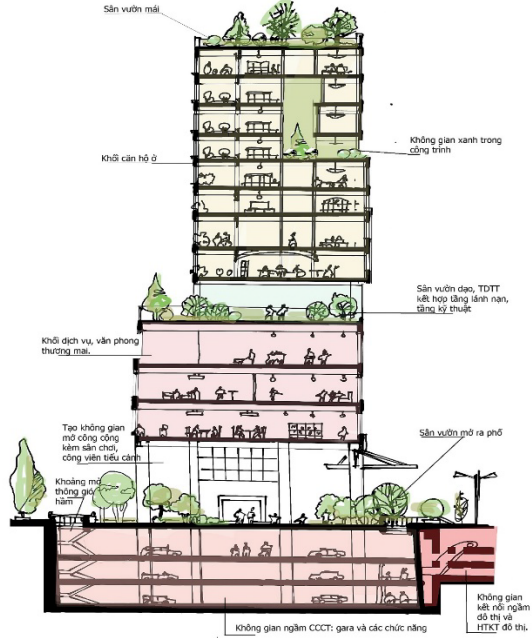 Sân vườn mái
Không gian xanh trong
công trình
Khối căn hộ ở
Sân vườn dạo, TDTT
kết hợp tầng lánh nạn,
tầng kỹ thuật
Khối dịch vụ, văn phong
thương mai.
Tạo không gian
mở công cộng
kèm sân chơi,
công viên tiểu cảnh
Sân vườn mở ra phố
Khoảng mở
thông gió
hầm
Không gian
kết nối ngầm
đô thị và
HTKT đô thị.
Không gian ngầm CCCT: gara và các chức năng